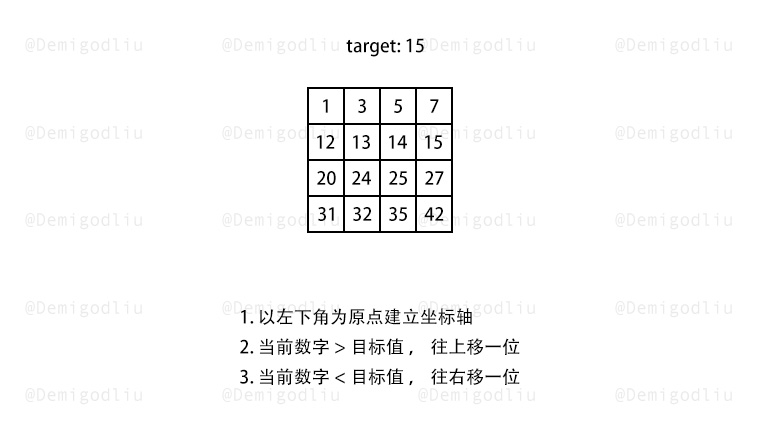 @Demigodliu @Demigodliu @Demigodliu @Demigodliu
target: 15
1 3 5 7
@Demigodliu @Demigodliu @Demigodliu @Demigodliu
12 13 14 15
20 24 25 27
31 32 35 42
@Demigodliu @Demigodliu @Demigodliu @Demigodliu
@Demigodliu @Demigodliu @Demigodliu @Demigodliu
1. 以左下角为原点建立坐标轴
2. 当前数字 > 目标值， 往上移一位
3. 当前数字 < 目标值， 往右移一位
@Demigodliu @Demigodliu @Demigodliu @Demigodliu